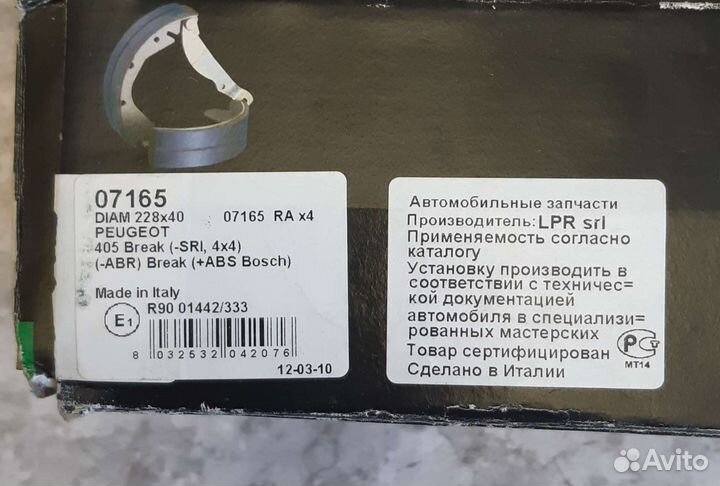 07165
DIAM 228x40 07165 RA x4
PEUGEOT
405 Break (-SRI, 4x4)
(-ABR) Break (+ABS Bosch)
Made in Italy
E1 R90 01442/333
8 032532 042076
12-03-10
Автомобильные запчасти
Производитель: LPR srl
Применяемость согласно
каталогу
Установку производить в
соответствии с техничес=
кой документацией
автомобиля в специализи=
рованных мастерских
Товар сертифицирован
Сделано в Италии
РСТ
МТ14
Avito